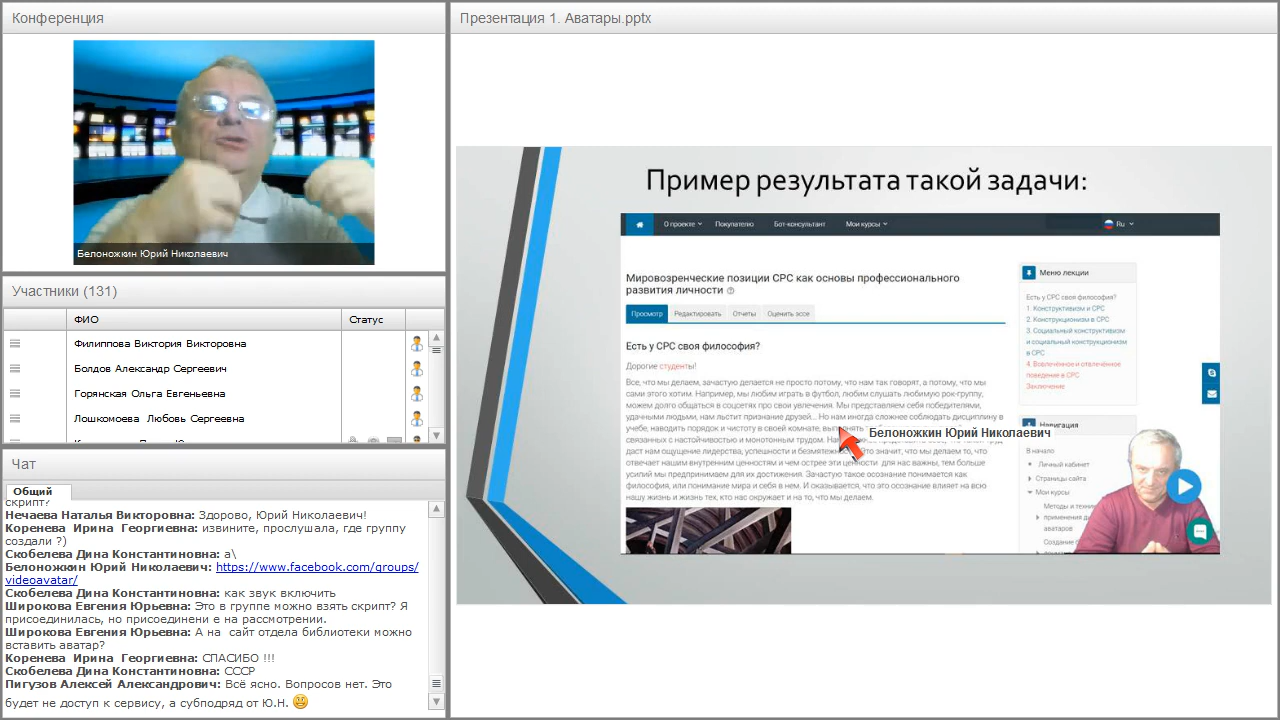 Конференция
Белоножкин Юрий Николаевич
Участники (131)
ФИО
Статус
Филиппова Виктория Викторовна
Болдов Александр Сергеевич
Горянская Ольга Евгеньевна
Чат
Общий
скрипт?
Нечаева Наталья Викторовна: Здорово, Юрий Николаевич!
Коренева Ирина Георгиевна: извините, прослушала, где группу
создали ?)
Скобелева Дина Константиновна: а\
Белоножкин Юрий Николаевич: https://www.facebook.com/groups/
videoavatar/
Скобелева Дина Константиновна: как звук включить
Широкова Евгения Юрьевна: Это в группе можно взять скрипт? Я
присоединилась, но присоединени е на рассмотрении.
Широкова Евгения Юрьевна: А на сайт отдела библиотеки можно
вставить аватар?
Коренева Ирина Георгиевна: СПАСИБО !!!
Скобелева Дина Константиновна: СССР
Пигузов Алексей Александрович: Всё ясно. Вопросов нет. Это
будет не доступ к сервису, а субподряд от Ю.Н.
Презентация 1. Аватары.pptx
Пример результата такой задачи:
О проекте
Покупателю
Бот-консультант
Мои курсы
Ru
Мировозренческие позиции СРС как основы профессионального
развития личности
Просмотр
Редактировать
Отчеты
Оценить эссе
Есть у СРС своя философия?
Дорогие студенты!
Все, что мы делаем, зачастую делается не просто потому, что нам так говорят, а потому, что мы
сами этого хотим. Например, мы любим играть в футбол, любим слушать любимую рок-группу,
можем долго общаться в соцсетях про свои увлечения. Мы представляем себя победителями,
удачными людьми, нам льстит признание друзей... Но нам иногда сложнее соблюдать дисциплину в
учебе, наводить порядок и чистоту в своей комнате,
связанных с настойчивостью и монотонным трудом.
даст нам ощущение лидерства, успешности и
значит, что мы делаем то, что
отвечает нашим внутренним ценностям и чем острее эти ценности для нас важны, тем больше
усилий мы предпринимаем для их достижения. Зачастую такое осознание понимается как
философия, или понимание мира и себя в нем. И оказывается, что это осознание влияет на всю
нашу жизнь и жизнь тех, кто нас окружает и на то, что мы делаем.
Белоножкин Юрий Николаевич
Меню лекции
Есть у СРС своя философия?
1. Конструктивизм и СРС
2. Конструкционизм в СРС
3. Социальный конструктивизм
и социальный конструкционизм
в СРС
4. Вовлечённое и отвлечённое
поведение в СРС
Заключение
Навигация
В начало
Личный кабинет
Страницы сайта
Мои курсы
Методы и
применения
аватаров
Создание